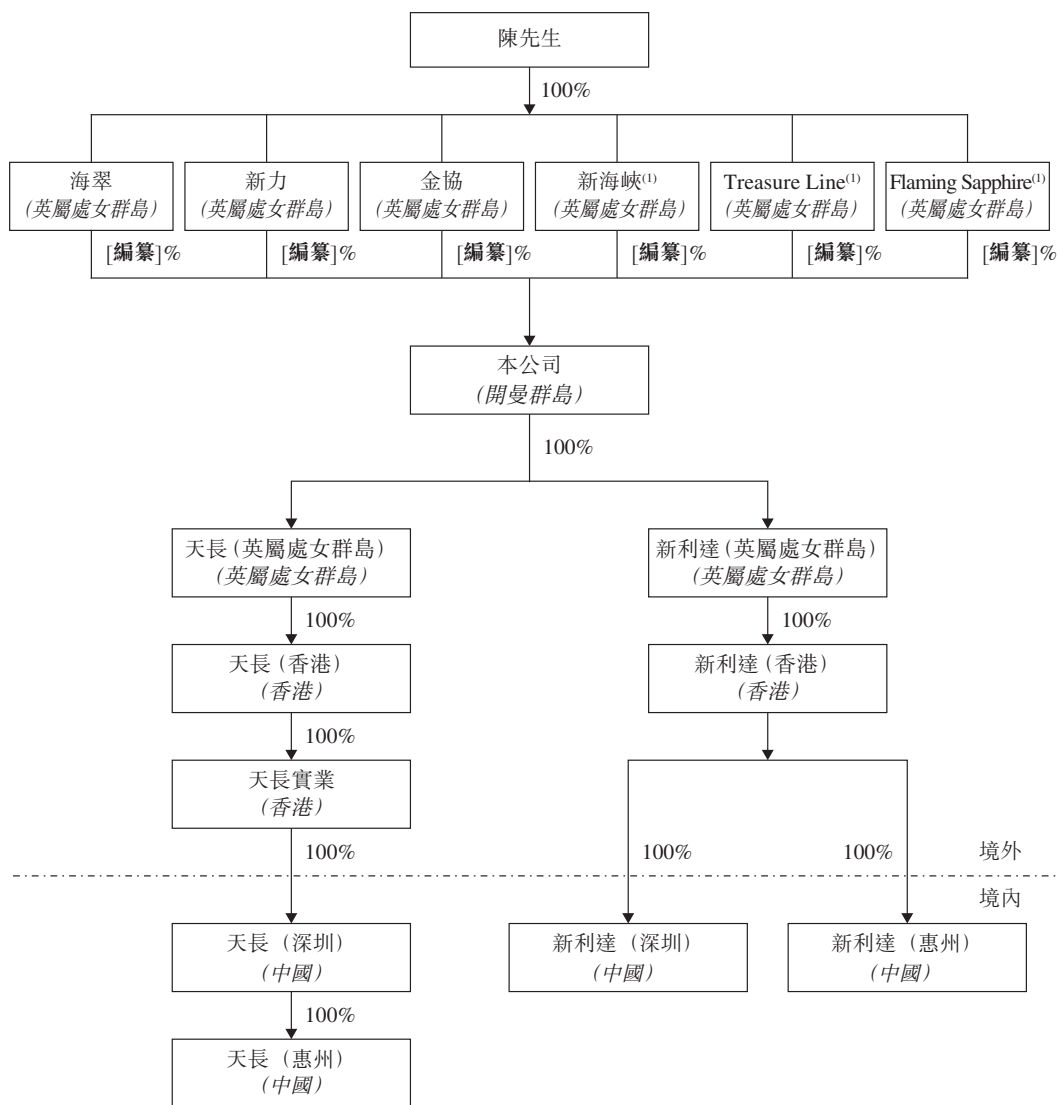 陳先生
100%
海翠
(英屬處女群島)
新力
(英屬處女群島)
金協
(英屬處女群島)
新海峽(1)
(英屬處女群島)
Treasure Line(1)
(英屬處女群島)
Flaming Sapphire(1)
(英屬處女群島)
[編纂]%
[編纂]%
[編纂]%
[編纂]%
[編纂]%
[編纂]%
本公司
(開曼群島)
100%
天長(英屬處女群島)
(英屬處女群島)
新利達(英屬處女群島)
(英屬處女群島)
100%
100%
天長(香港)
(香港)
新利達(香港)
(香港)
100%
天長實業
(香港)
100%
100%
100%
境外
境內
天長(深圳)
(中國)
新利達(深圳)
(中國)
新利達(惠州)
(中國)
100%
天長(惠州)
(中國)